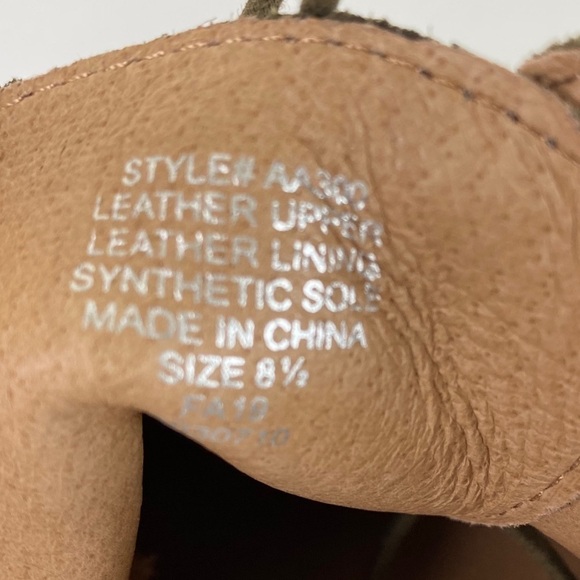 STYLE# AA300
LEATHER UPPER
LEATHER LINING
SYNTHETIC SOLE
MADE IN CHINA
SIZE 8½
FA19